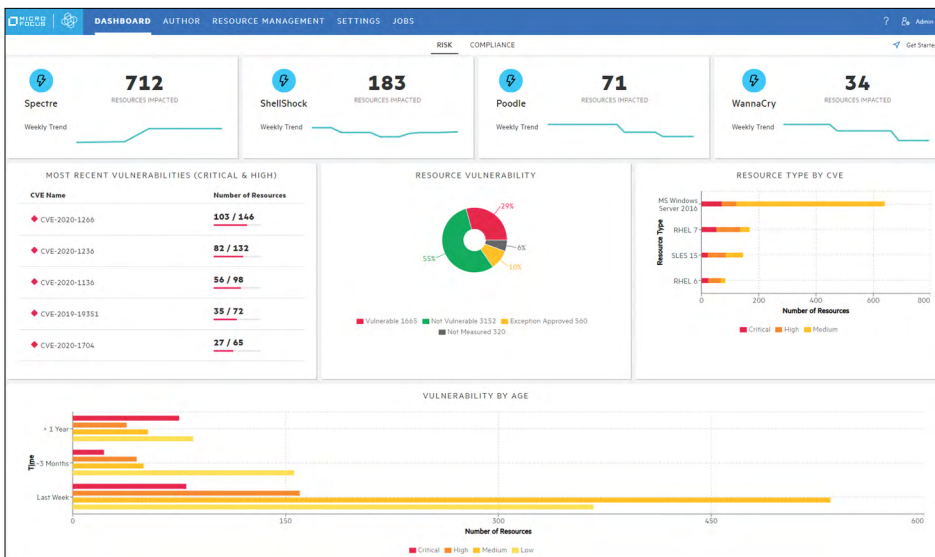 MICRO FOCUS DASHBOARD AUTHOR RESOURCE MANAGEMENT SETTINGS JOBS ? Admin
RISK COMPLIANCE Get Starte
Spectre
712
RESOURCES IMPACTED
Weekly Trend
ShellShock
183
RESOURCES IMPACTED
Weekly Trend
Poodle
71
RESOURCES IMPACTED
Weekly Trend
WannaCry
34
RESOURCES IMPACTED
Weekly Trend
MOST RECENT VULNERABILITIES (CRITICAL & HIGH)
CVE Name Number of Resources
CVE-2020-1266 103 / 146
CVE-2020-1236 82 / 132
CVE-2020-1136 56 / 98
CVE-2019-19351 35 / 72
CVE-2020-1704 27 / 65
RESOURCE VULNERABILITY
29%
6%
10%
55%
Vulnerable 1665 Not Vulnerable 3152 Exception Approved 560
Not Measured 320
RESOURCE TYPE BY CVE
Resource Type
MS Windows
Server 2016
RHEL 7
SLES 15
RHEL 6
0 200 400 600 800
Number of Resources
Critical High Medium
VULNERABILITY BY AGE
Time
> 1 Year
-3 Months
Last Week
0 150 300 450 600
Number of Resources
Critical High Medium Low